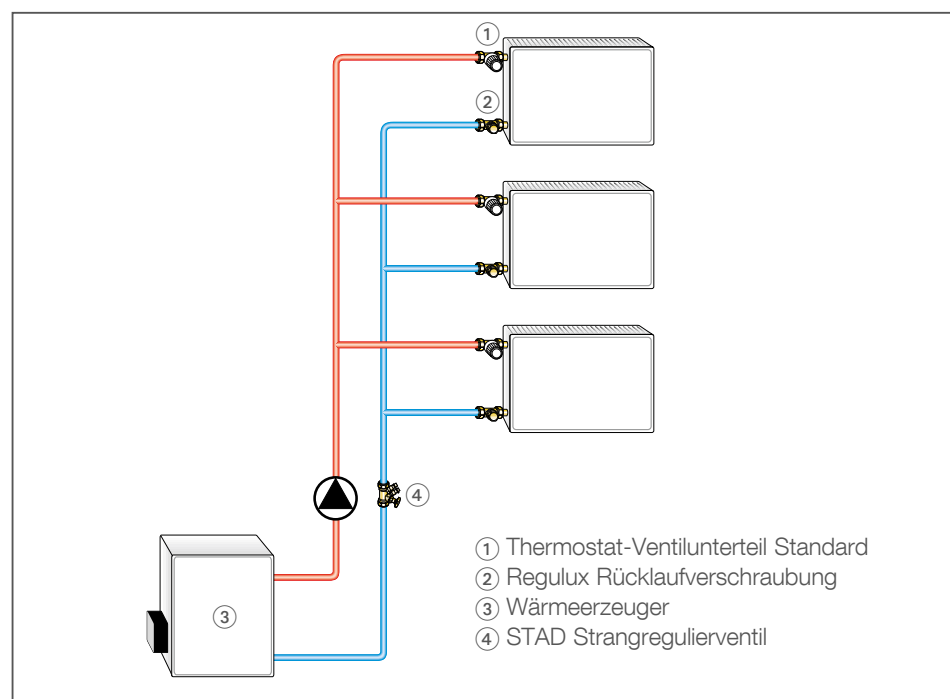 ①
②
④
③
① Thermostat-Ventilunterteil Standard
② Regulux Rücklaufverschraubung
③ Wärmeerzeuger
④ STAD Strangregulierventil